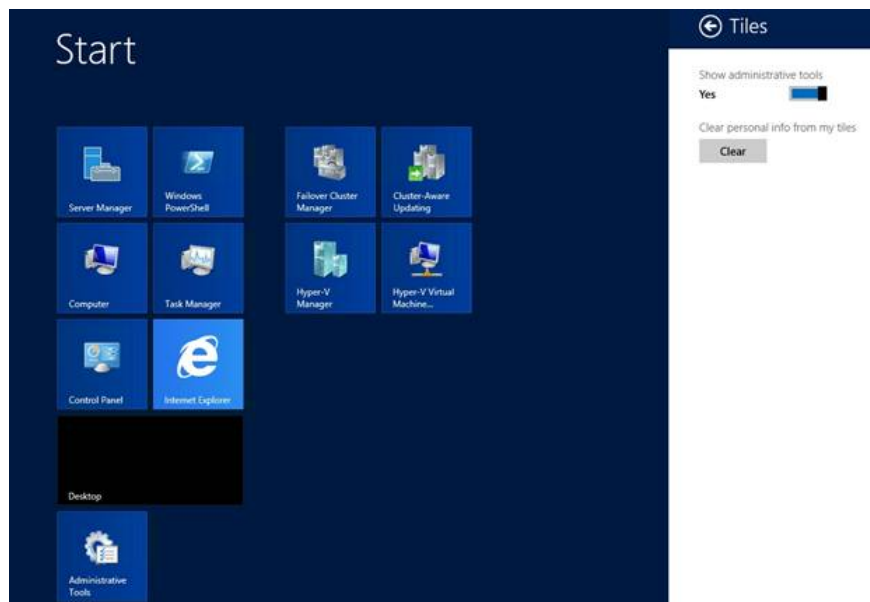 Start
Server Manager
Windows
PowerShell
Failover Cluster
Manager
Cluster-Aware
Updating
Computer
Task Manager
Hyper-V
Manager
Hyper-V Virtual
Machine...
Control Panel
Internet Explorer
Desktop
Administrative
Tools
Tiles
Show administrative tools
Yes
Clear personal info from my tiles
Clear